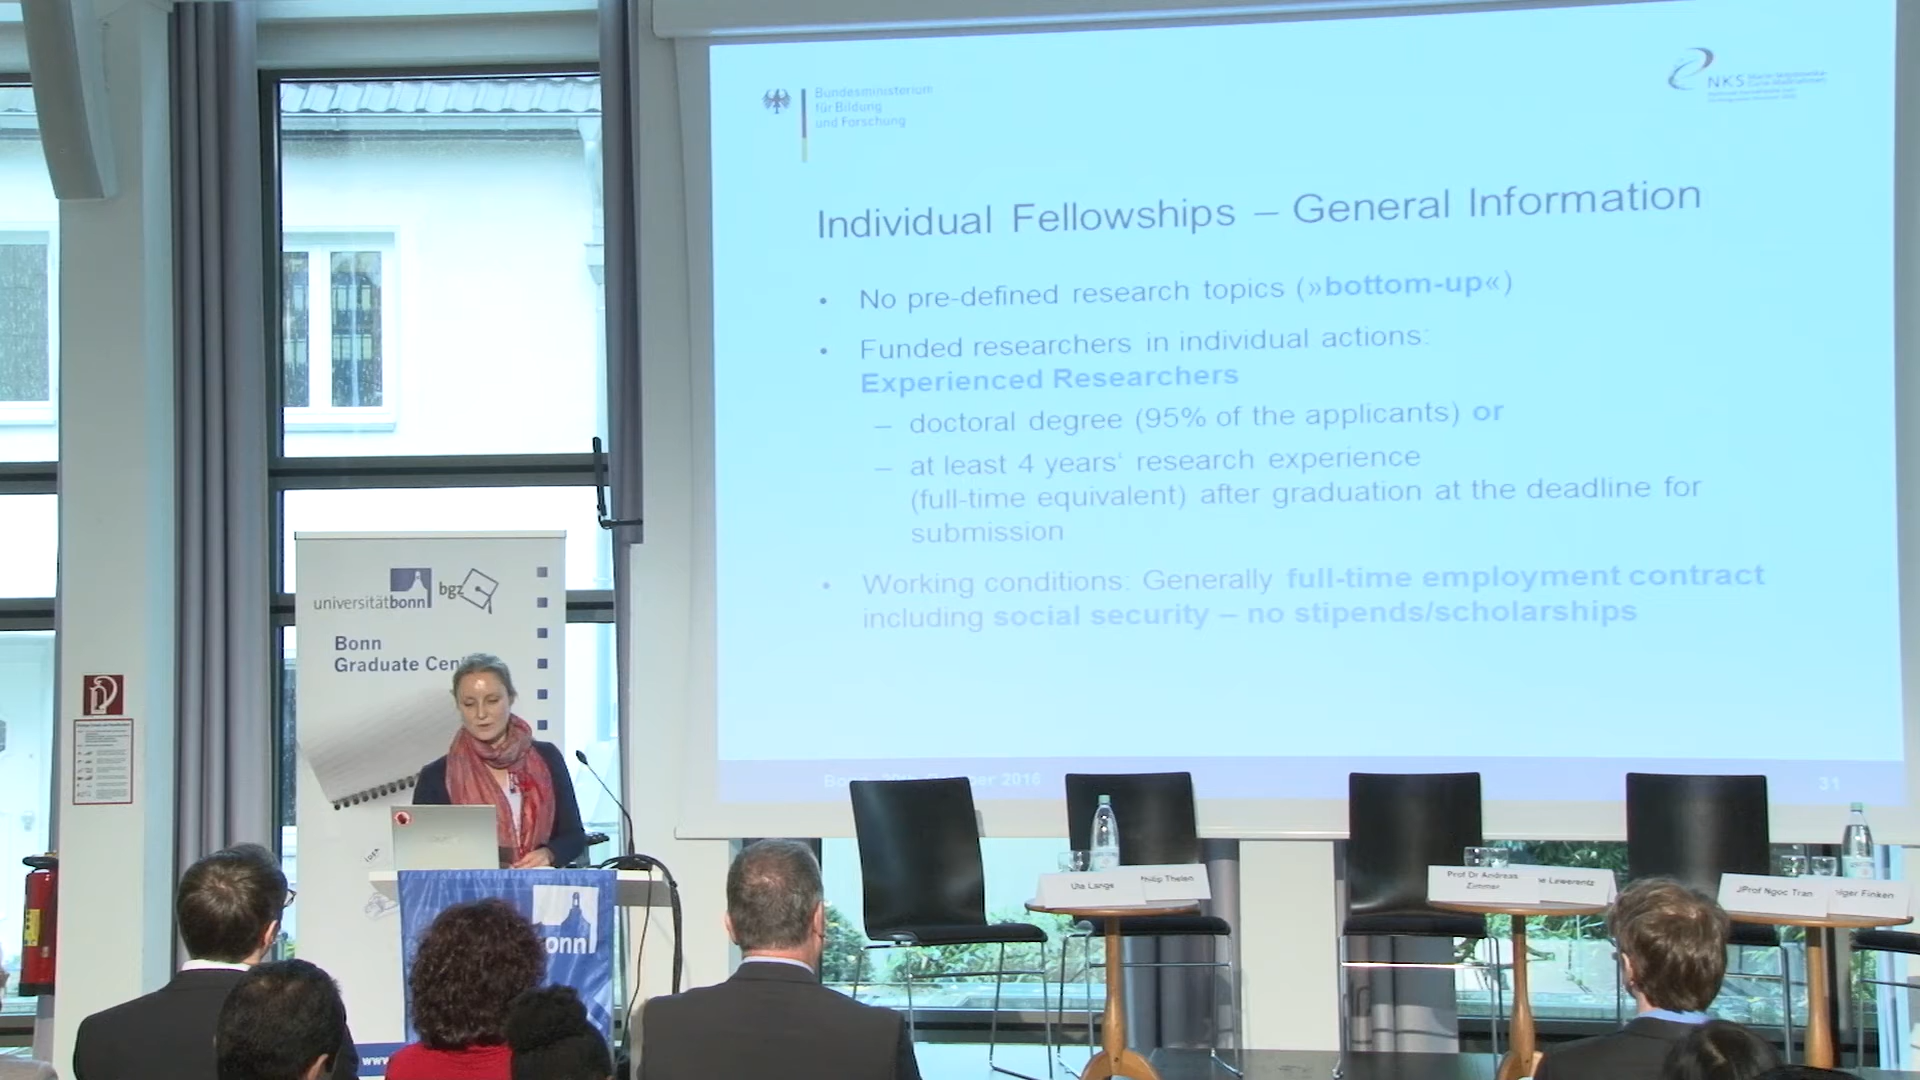 Bundesministerium
für Bildung
und Forschung
NKS
Individual Fellowships – General Information
• No pre-defined research topics (»bottom-up«)
• Funded researchers in individual actions:
Experienced Researchers
– doctoral degree (95% of the applicants) or
– at least 4 years‘ research experience
(full-time equivalent) after graduation at the deadline for
submission
• Working conditions: Generally full-time employment contract
including social security – no stipends/scholarships
2016
31
universitätbonn
bgz
Bonn
Graduate Cen
onn
www
Ute Lange
Philip Thelen
Prof Dr Andreas
Zimmer
Lewerentz
JProf Ngoc Tran
Finken